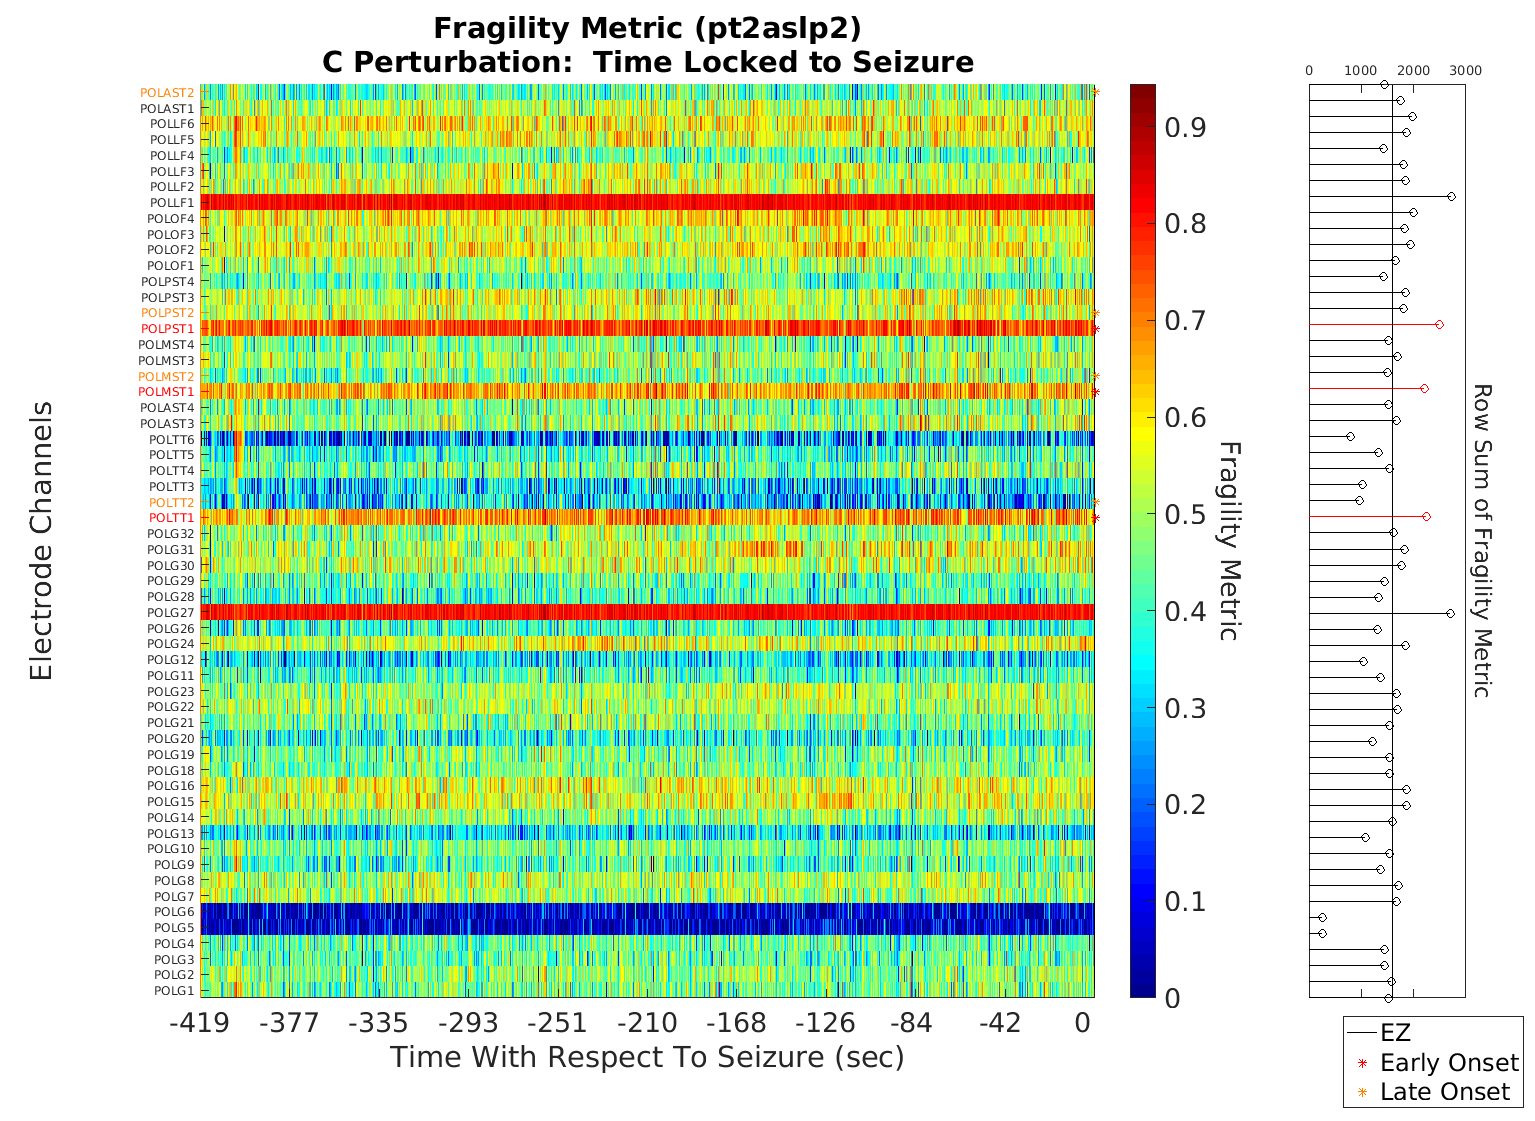 Fragility Metric (pt2aslp2)
C Perturbation:  Time Locked to Seizure
Electrode Channels
POLAST2
POLAST1
POLLF6
POLLF5
POLLF4
POLLF3
POLLF2
POLLF1
POLOF4
POLOF3
POLOF2
POLOF1
POLPST4
POLPST3
POLPST2
POLPST1
POLMST4
POLMST3
POLMST2
POLMST1
POLAST4
POLAST3
POLTT6
POLTT5
POLTT4
POLTT3
POLTT2
POLTT1
POLG32
POLG31
POLG30
POLG29
POLG28
POLG27
POLG26
POLG24
POLG12
POLG11
POLG23
POLG22
POLG21
POLG20
POLG19
POLG18
POLG16
POLG15
POLG14
POLG13
POLG10
POLG9
POLG8
POLG7
POLG6
POLG5
POLG4
POLG3
POLG2
POLG1
-419 -377 -335 -293 -251 -210 -168 -126 -84 -42 0
Time With Respect To Seizure (sec)
0.9
0.8
0.7
0.6
0.5
0.4
0.3
0.2
0.1
0
Fragility Metric
0 1000 2000 3000
Row Sum of Fragility Metric
EZ
Early Onset
Late Onset